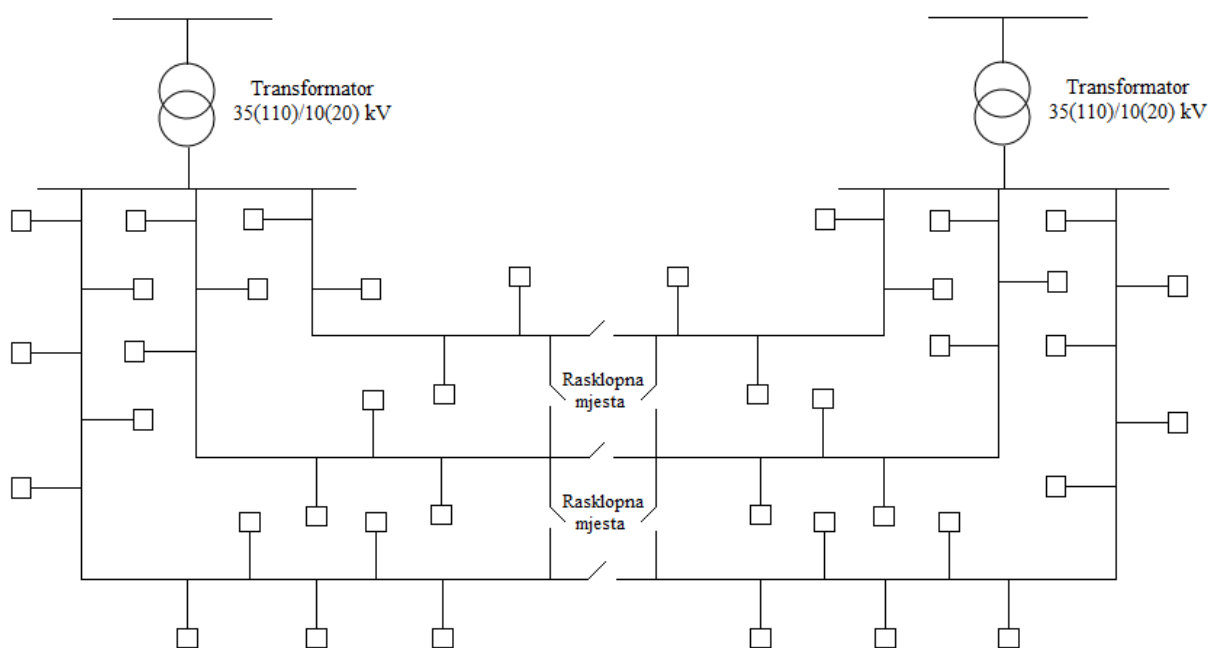 Transformator
35(110)/10(20) kV
Transformator
35(110)/10(20) kV
Rasklopna
mjesta
Rasklopna
mjesta